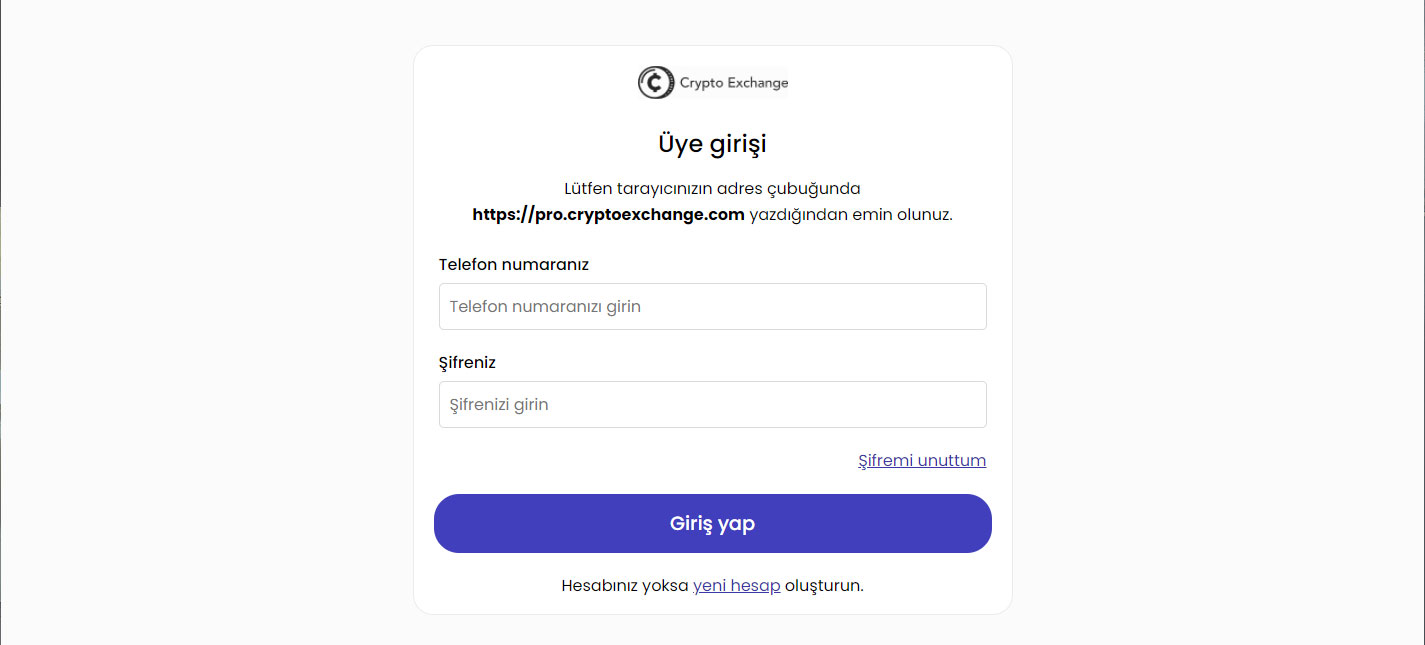 Crypto Exchange
Üye girişi
Lütfen tarayıcınızın adres çubuğunda
https://pro.cryptoexchange.com yazdığından emin olunuz.
Telefon numaranız
Telefon numaranızı girin
Şifreniz
Şifrenizi girin
Şifremi unuttum
Giriş yap
Hesabınız yoksa yeni hesap oluşturun.